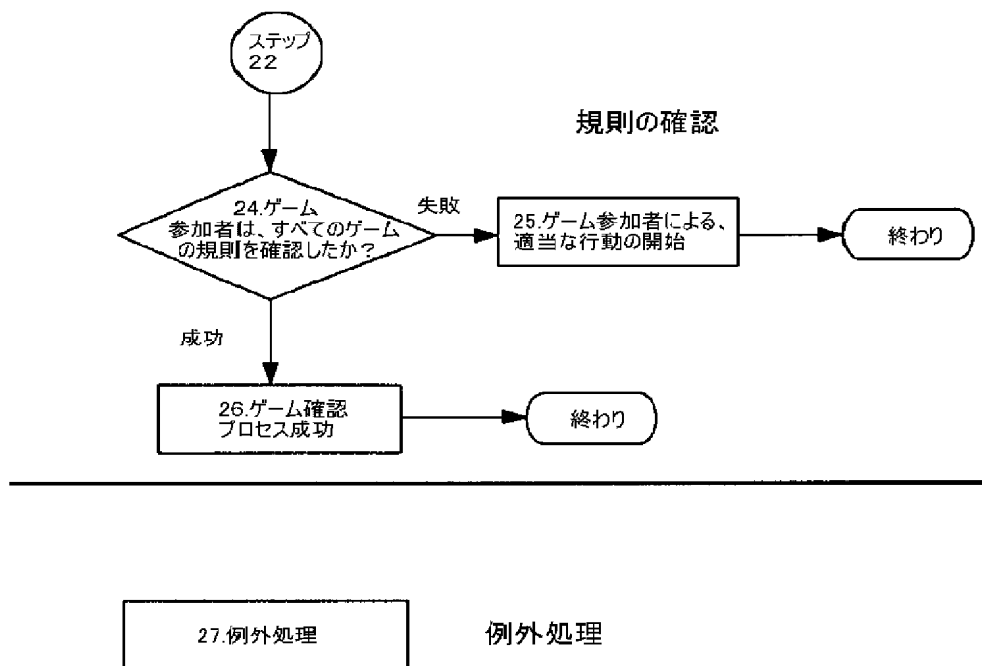 ステップ
22
規則の確認
24.ゲーム
参加者は、すべてのゲーム
の規則を確認したか？
失敗
25.ゲーム参加者による、
適当な行動の開始
終わり
成功
26.ゲーム確認
プロセス成功
終わり
27.例外処理
例外処理